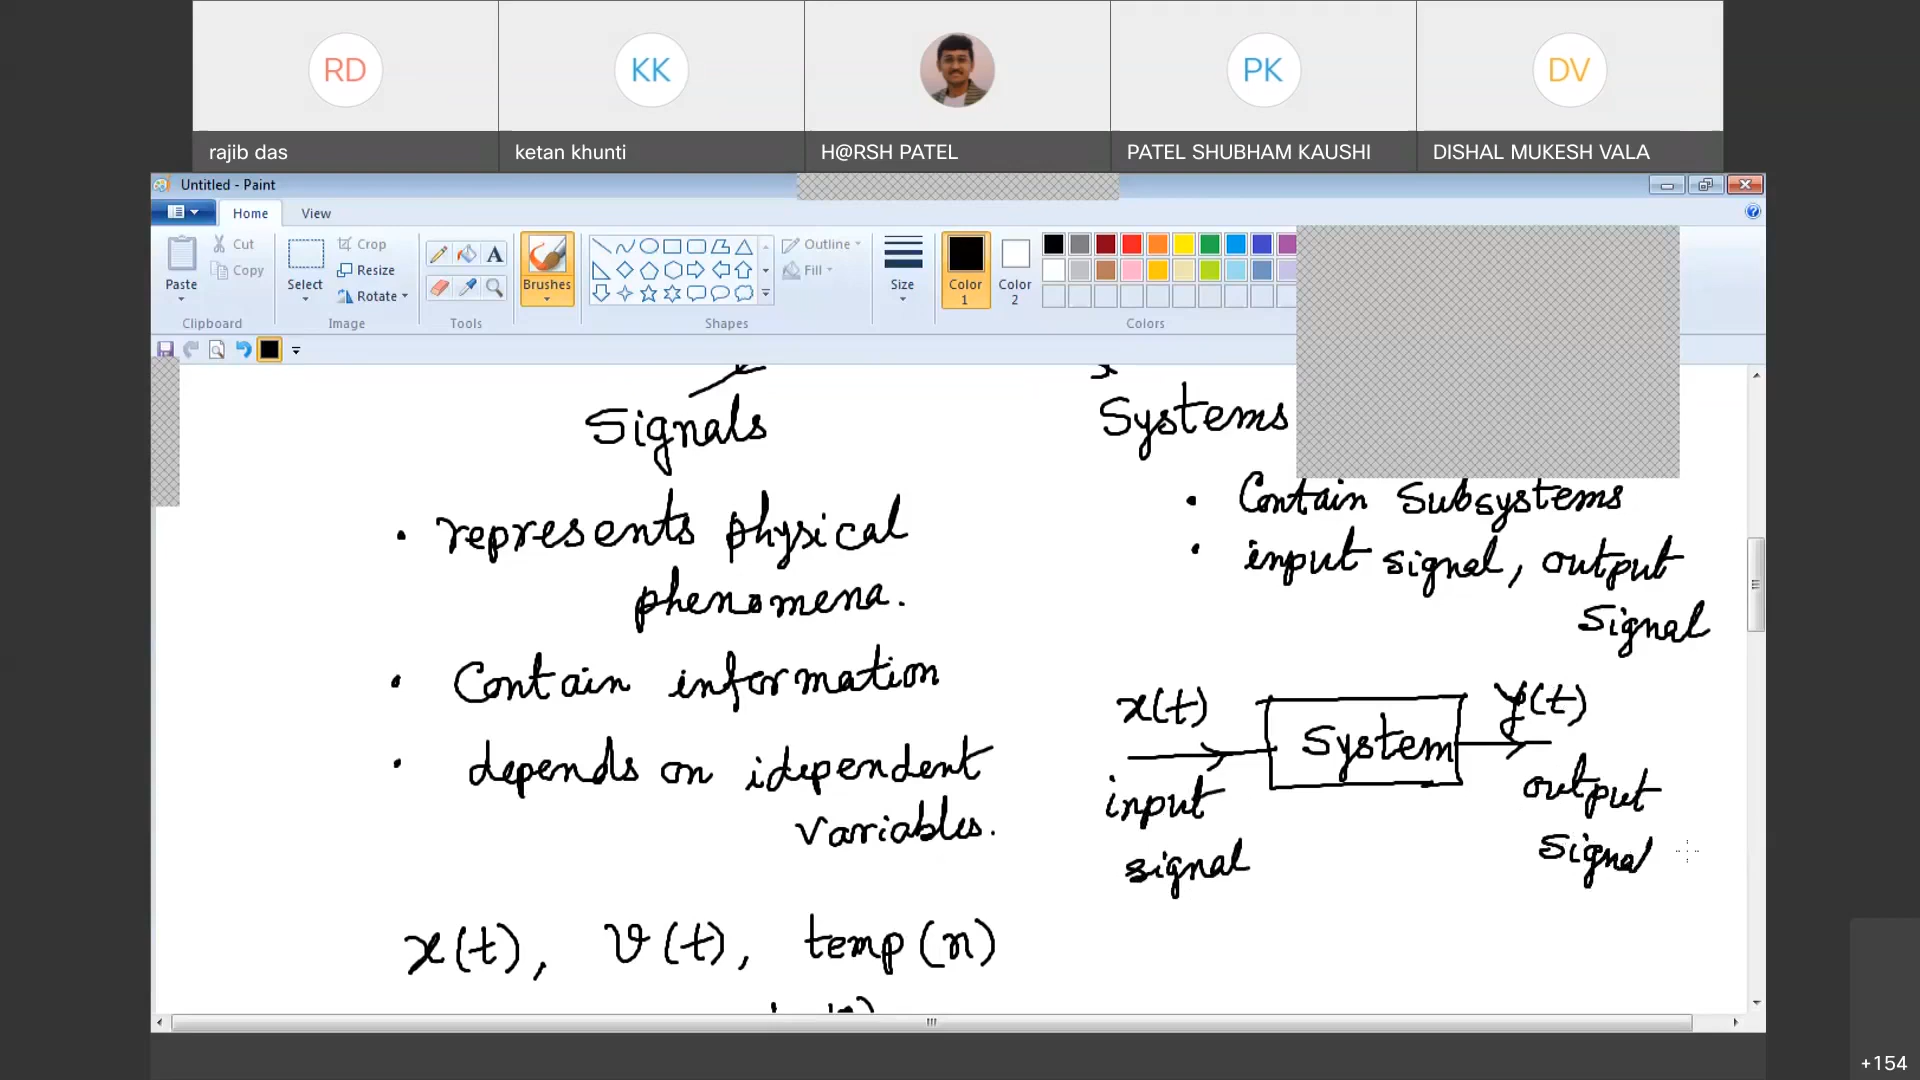 RD
KK
PK
DV
rajib das
ketan khunti
H@RSH PATEL
PATEL SHUBHAM KAUSHI
DISHAL MUKESH VALA
Untitled - Paint
Home
View
Paste
Cut
Copy
Clipboard
Select
Crop
Resize
Rotate
Image
A
Tools
Brushes
Outline
Fill
Shapes
Size
Color
1
Color
2
Colors
Signals
• represents physical
phenomena.
• Contain information
• depends on idependent
variables.
x(t), v(t), temp(n)
Systems
• Contain Subsystems
• input signal, output
Signal
x(t)
input
signal
System
y(t)
output
Signal
+154